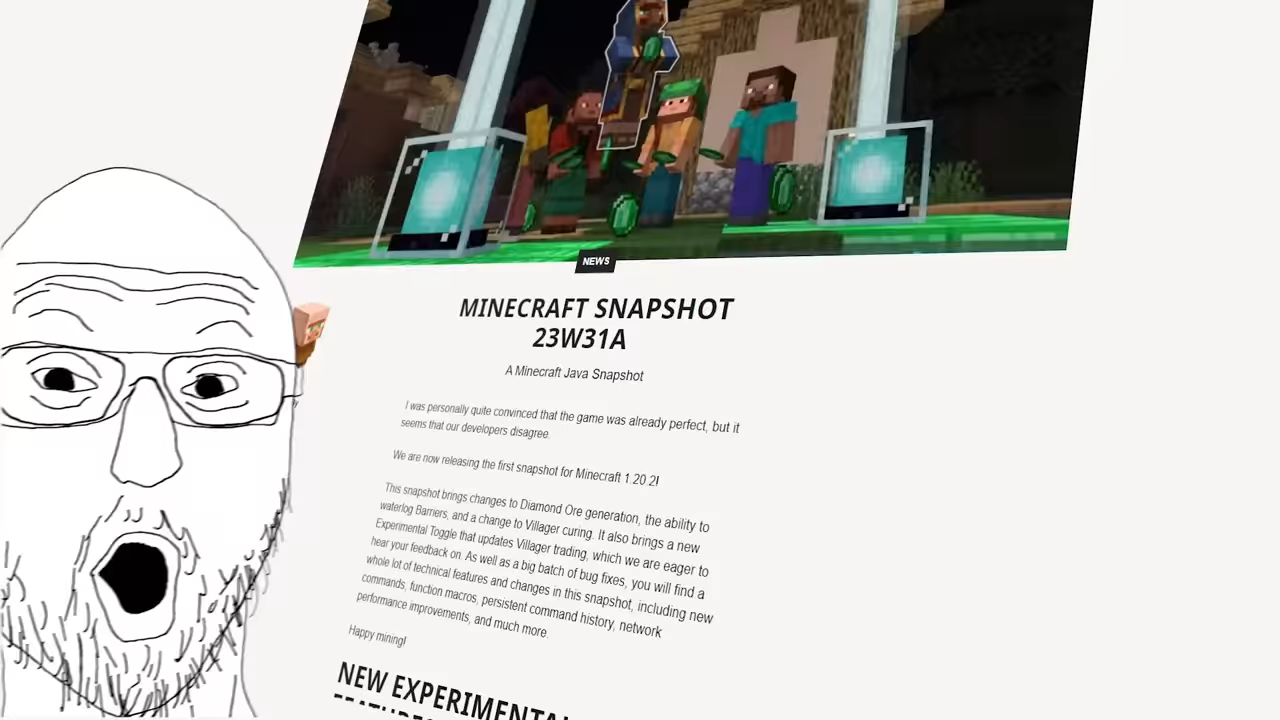 NEWS
MINECRAFT SNAPSHOT
23W31A
A Minecraft Java Snapshot
I was personally quite convinced that the game was already perfect, but it
seems that our developers disagree.
We are now releasing the first snapshot for Minecraft 1.20.2!
This snapshot brings changes to Diamond Ore generation, the ability to
waterlog Barriers, and a change to Villager curing. It also brings a new
Experimental Toggle that updates Villager trading, which we are eager to
hear your feedback on. As well as a big batch of bug fixes, you will find a
whole lot of technical features and changes in this snapshot, including new
commands, function macros, persistent command history, network
performance improvements, and much more.
Happy mining!
NEW EXPERIMENTAL
FEATURES